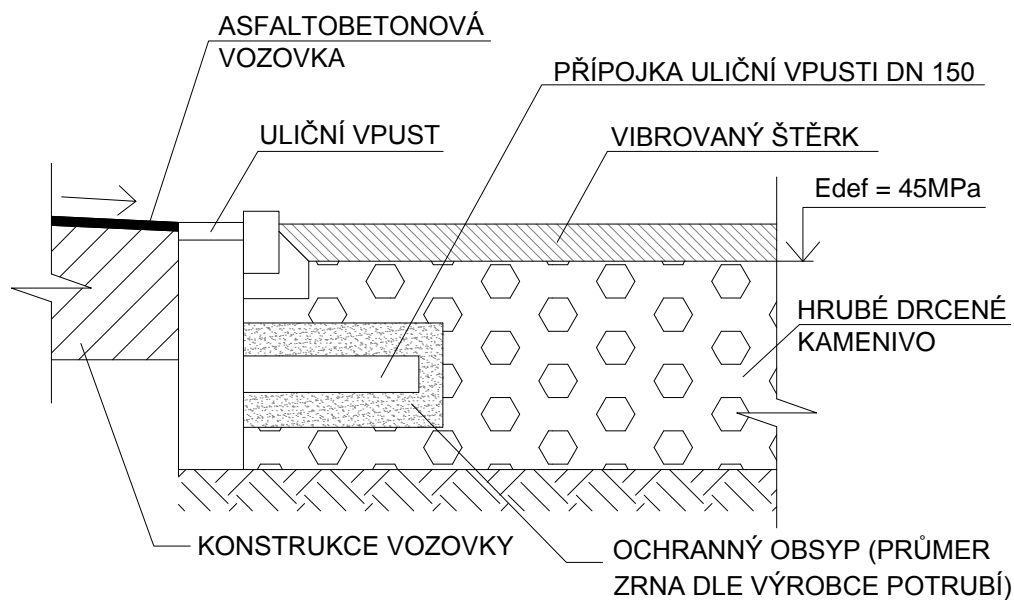 ASFALTOBETONOVÁ
VOZOVKA
PŘÍPOJKA ULIČNÍ VPUSTI DN 150
ULIČNÍ VPUST
VIBROVANÝ ŠTĚRK
Edef = 45MPa
HRUBÉ DRCENÉ
KAMENIVO
KONSTRUKCE VOZOVKY
OCHRANNÝ OBSYP (PRŮMER
ZRNA DLE VÝROBCE POTRUBÍ)